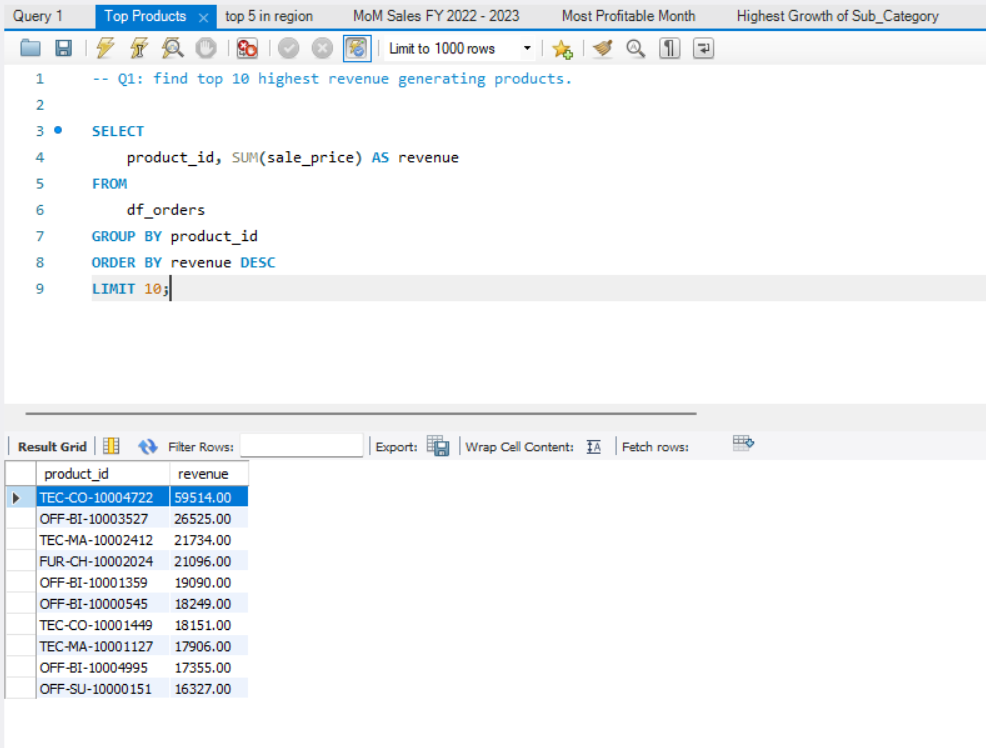 Query 1 Top Products × top 5 in region MoM Sales FY 2022 - 2023 Most Profitable Month Highest Growth of Sub_Category
Limit to 1000 rows
1 -- Q1: find top 10 highest revenue generating products.
2
3 SELECT
4 product_id, SUM(sale_price) AS revenue
5 FROM
6 df_orders
7 GROUP BY product_id
8 ORDER BY revenue DESC
9 LIMIT 10;
Result Grid Filter Rows: Export: Wrap Cell Content: Fetch rows:
product_id revenue
TEC-CO-10004722 59514.00
OFF-BI-10003527 26525.00
TEC-MA-10002412 21734.00
FUR-CH-10002024 21096.00
OFF-BI-10001359 19090.00
OFF-BI-10000545 18249.00
TEC-CO-10001449 18151.00
TEC-MA-10001127 17906.00
OFF-BI-10004995 17355.00
OFF-SU-10000151 16327.00